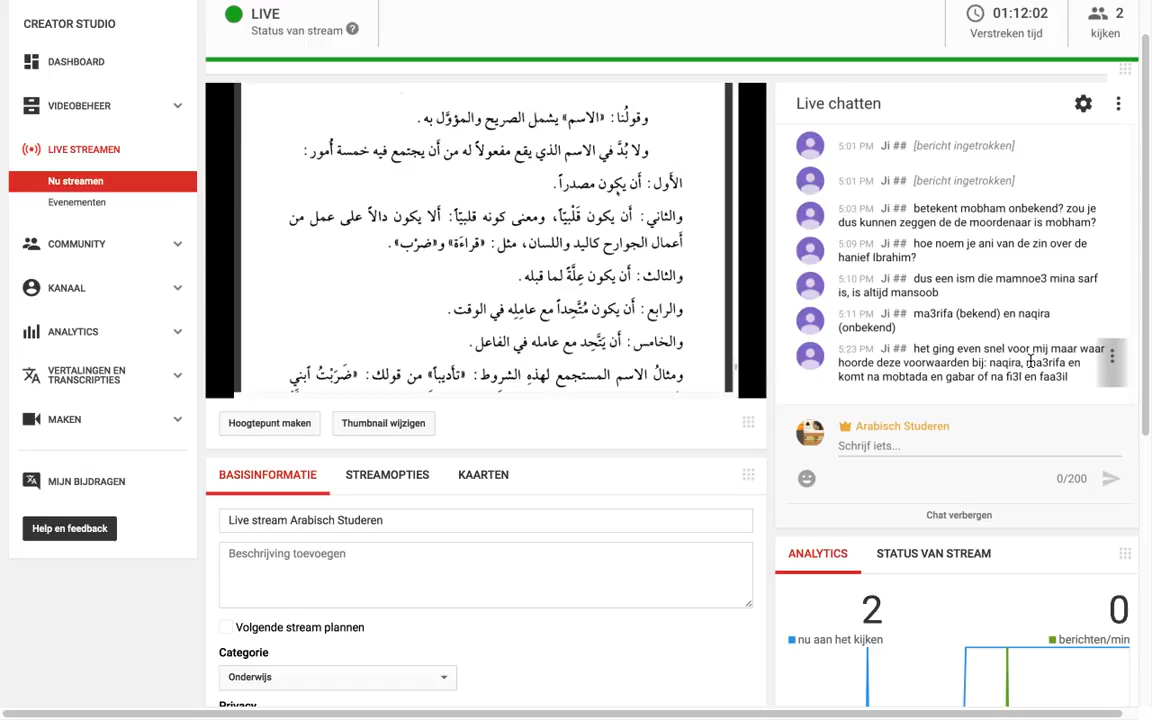 CREATOR STUDIO
DASHBOARD
VIDEOBEHEER
LIVE STREAMEN
Nu streamen
Evenementen
COMMUNITY
KANAAL
ANALYTICS
VERTALINGEN EN
TRANSCRIPTIES
MAKEN
MIJN BIJDRAGEN
Help en feedback
LIVE
Status van stream ?
01:12:02
Verstreken tijd
2
kijken
وقولُنا: «الاسم» يشمل الصريح والمؤوَّل به.
ولا بُدَّ في الاسم الذي يقع مفعولاً له من أن يجتمع فيه خمسة أُمور:
الأول: أن يكون مصدراً.
والثاني: أن يكون قَلْبيّاً، ومعنى كونه قلبيّاً: ألا يكون دالاً على عمل من
أعمال الجوارح كاليد واللسان، مثل: «قراءَة» و«ضرْب».
والثالث: أن يكون عِلَّةً لما قبله.
والرابع: أن يكون مُتَّحِداً مع عامِلِه في الوقت.
والخامس: أن يَتَّحِد مع عامله في الفاعل.
ومثالُ الاسم المستجمع لهذهِ الشروط: «تأديباً» من قولك: «ضَرَبْتُ ابني
Hoogtepunt maken
Thumbnail wijzigen
BASISINFORMATIE
STREAMOPTIES
KAARTEN
Live stream Arabisch Studeren
Beschrijving toevoegen
Volgende stream plannen
Categorie
Onderwijs
Privacy
Live chatten
5:01 PM Ji ## [bericht ingetrokken]
5:01 PM Ji ## [bericht ingetrokken]
5:03 PM Ji ## betekent mobham onbekend? zou je
dus kunnen zeggen de de moordenaar is mobham?
5:09 PM Ji ## hoe noem je ani van de zin over de
hanief Ibrahim?
5:10 PM Ji ## dus een ism die mamnoe3 mina sarf
is, is altijd mansoob
5:11 PM Ji ## ma3rifa (bekend) en naqira
(onbekend)
5:23 PM Ji ## het ging even snel voor mij maar waar
hoorde deze voorwaarden bij: naqira, ma3rifa en
komt na mobtada en gabar of na fi3l en faa3il
Arabisch Studeren
Schrijf iets...
0/200
Chat verbergen
ANALYTICS
STATUS VAN STREAM
2
nu aan het kijken
0
berichten/min